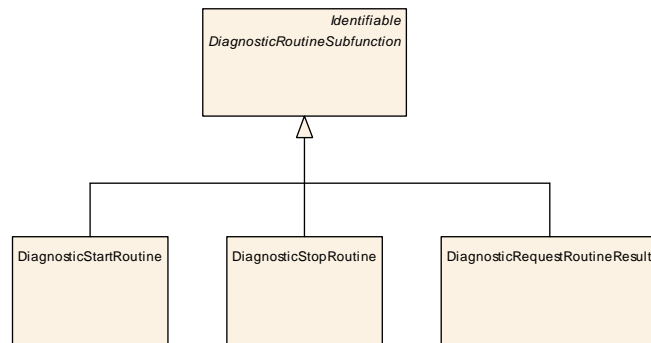 Identifiable
DiagnosticRoutineSubfunction
DiagnosticStartRoutine
DiagnosticStopRoutine
DiagnosticRequestRoutineResult